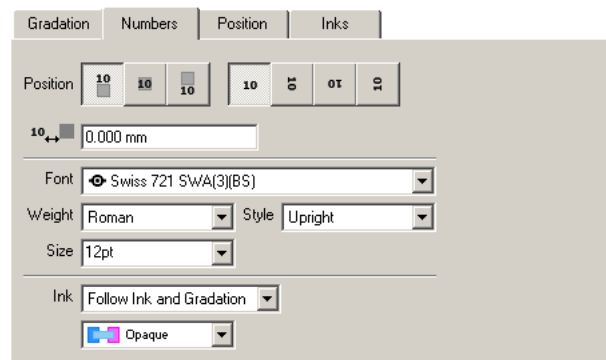 Gradation Numbers Position Inks
Position 10 10 10 10 10 10 10
10 0.000 mm
Font Swiss 721 SWA(3)(BS)
Weight Roman Style Upright
Size 12pt
Ink Follow Ink and Gradation
Opaque